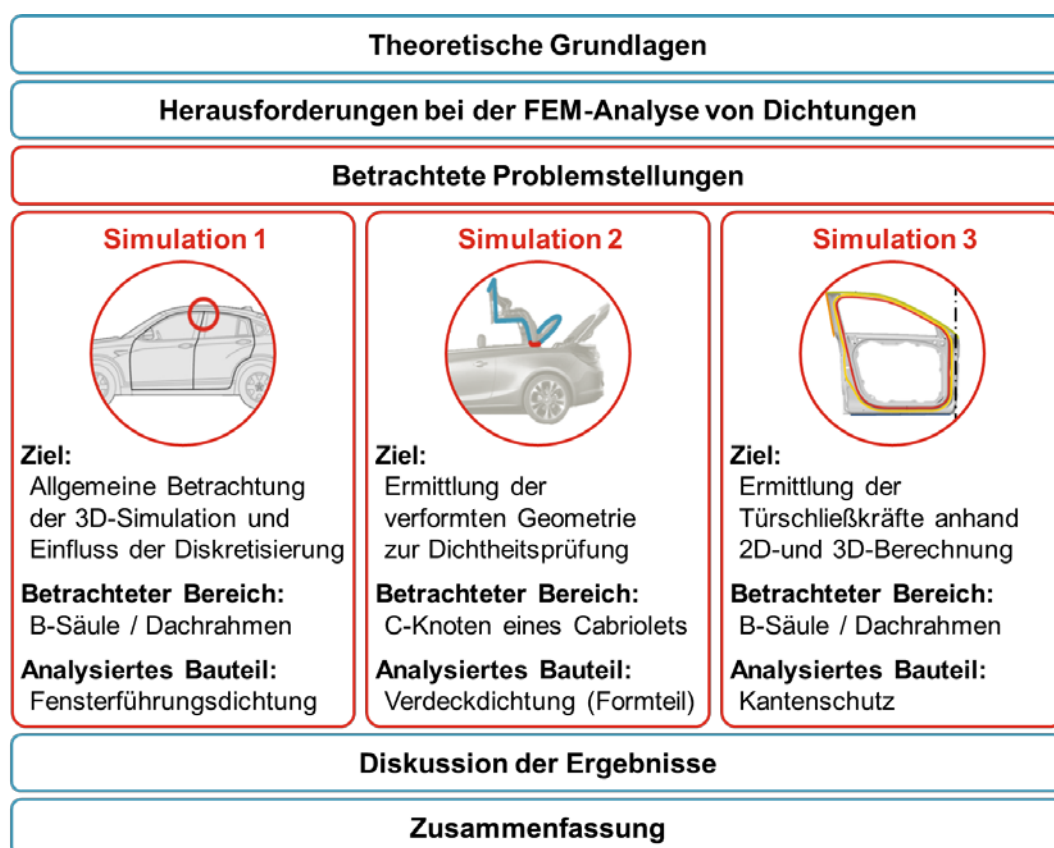 Theoretische Grundlagen
Herausforderungen bei der FEM-Analyse von Dichtungen
Betrachtete Problemstellungen
Simulation 1
Ziel:
Allgemeine Betrachtung
der 3D-Simulation und
Einfluss der Diskretisierung
Betrachteter Bereich:
B-Säule / Dachrahmen
Analysiertes Bauteil:
Fensterführungsdichtung
Simulation 2
Ziel:
Ermittlung der
verformten Geometrie
zur Dichtheitsprüfung
Betrachteter Bereich:
C-Knoten eines Cabriolets
Analysiertes Bauteil:
Verdeckdichtung (Formteil)
Simulation 3
Ziel:
Ermittlung der
Türschließkräfte anhand
2D-und 3D-Berechnung
Betrachteter Bereich:
B-Säule / Dachrahmen
Analysiertes Bauteil:
Kantenschutz
Diskussion der Ergebnisse
Zusammenfassung